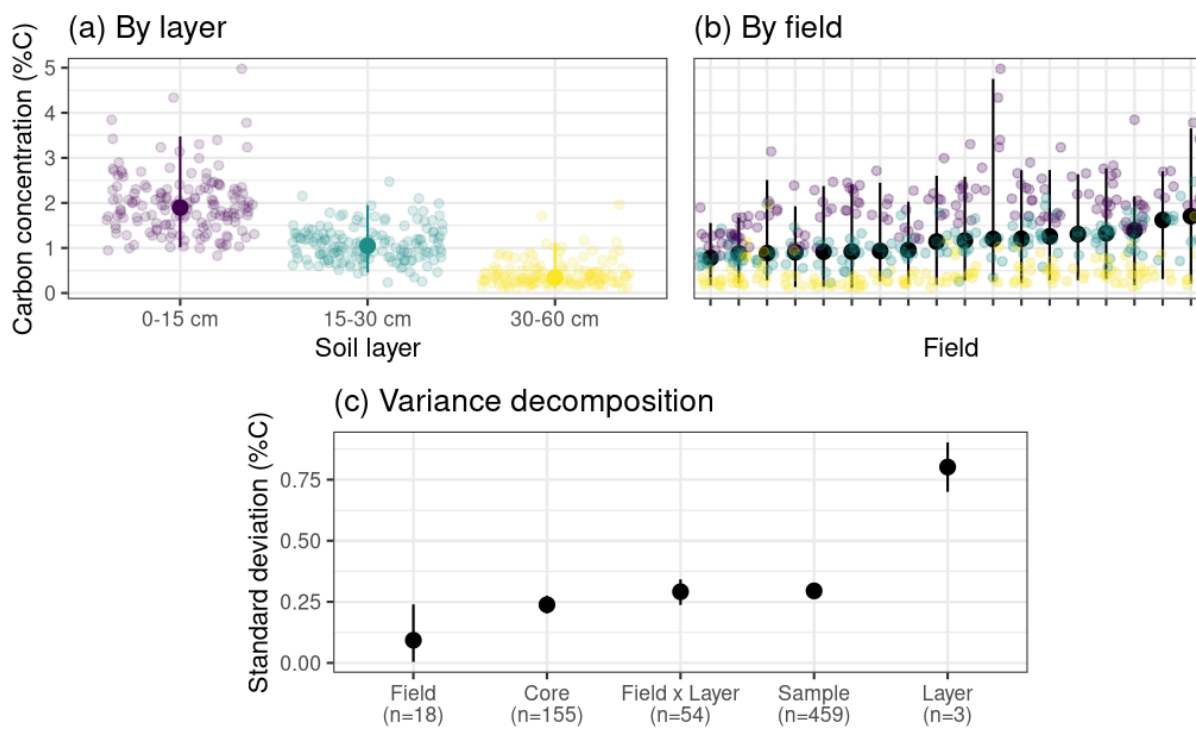 (a) By layer
(b) By field
Carbon concentration (%C)
5
4
3
2
1
0
0-15 cm 15-30 cm 30-60 cm
Soil layer
Field
(c) Variance decomposition
Standard deviation (%C)
0.75
0.50
0.25
0.00
Field Core Field x Layer Sample Layer
(n=18) (n=155) (n=54) (n=459) (n=3)